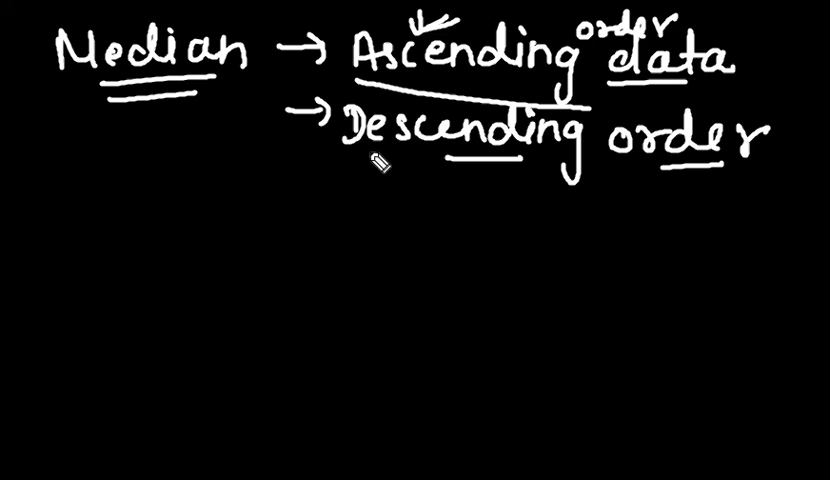 Median → Ascending order data
→ Descending order